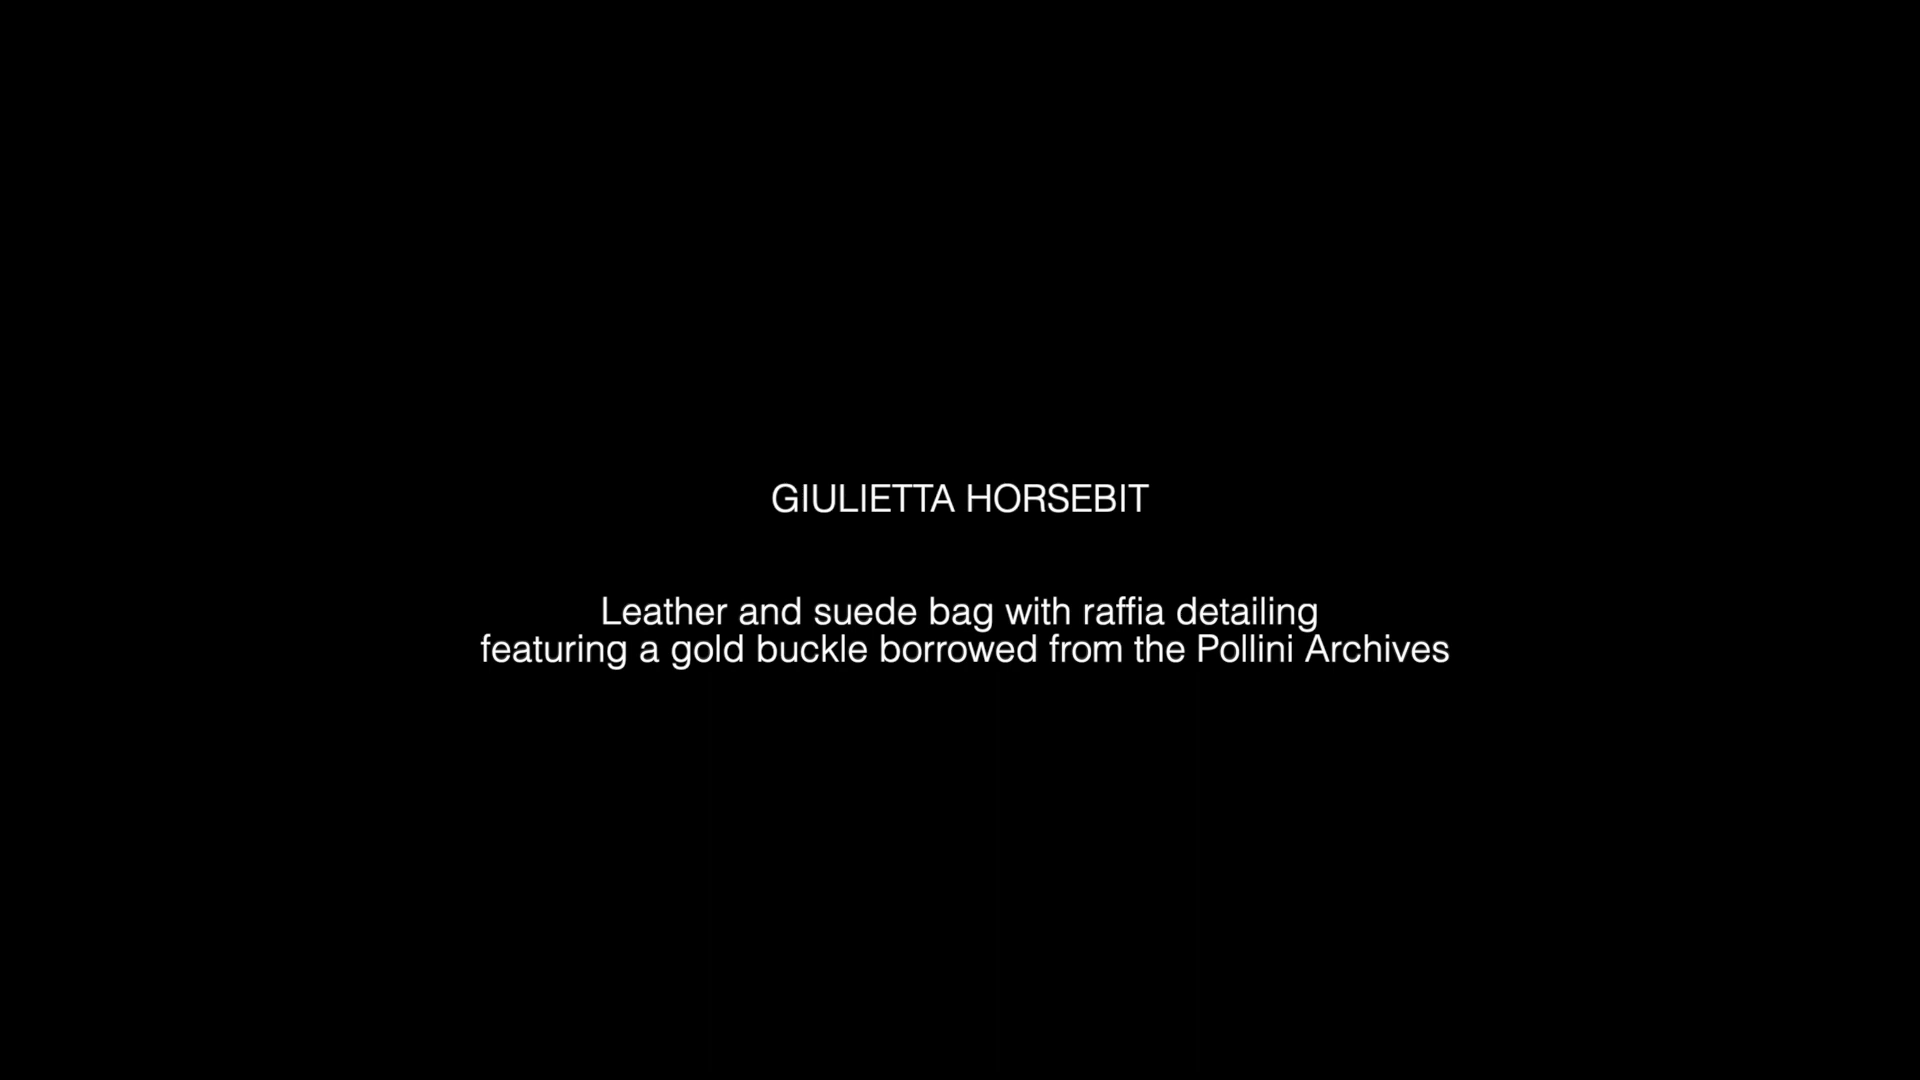 GIULIETTA HORSEBIT
Leather and suede bag with raffia detailing
featuring a gold buckle borrowed from the Pollini Archives